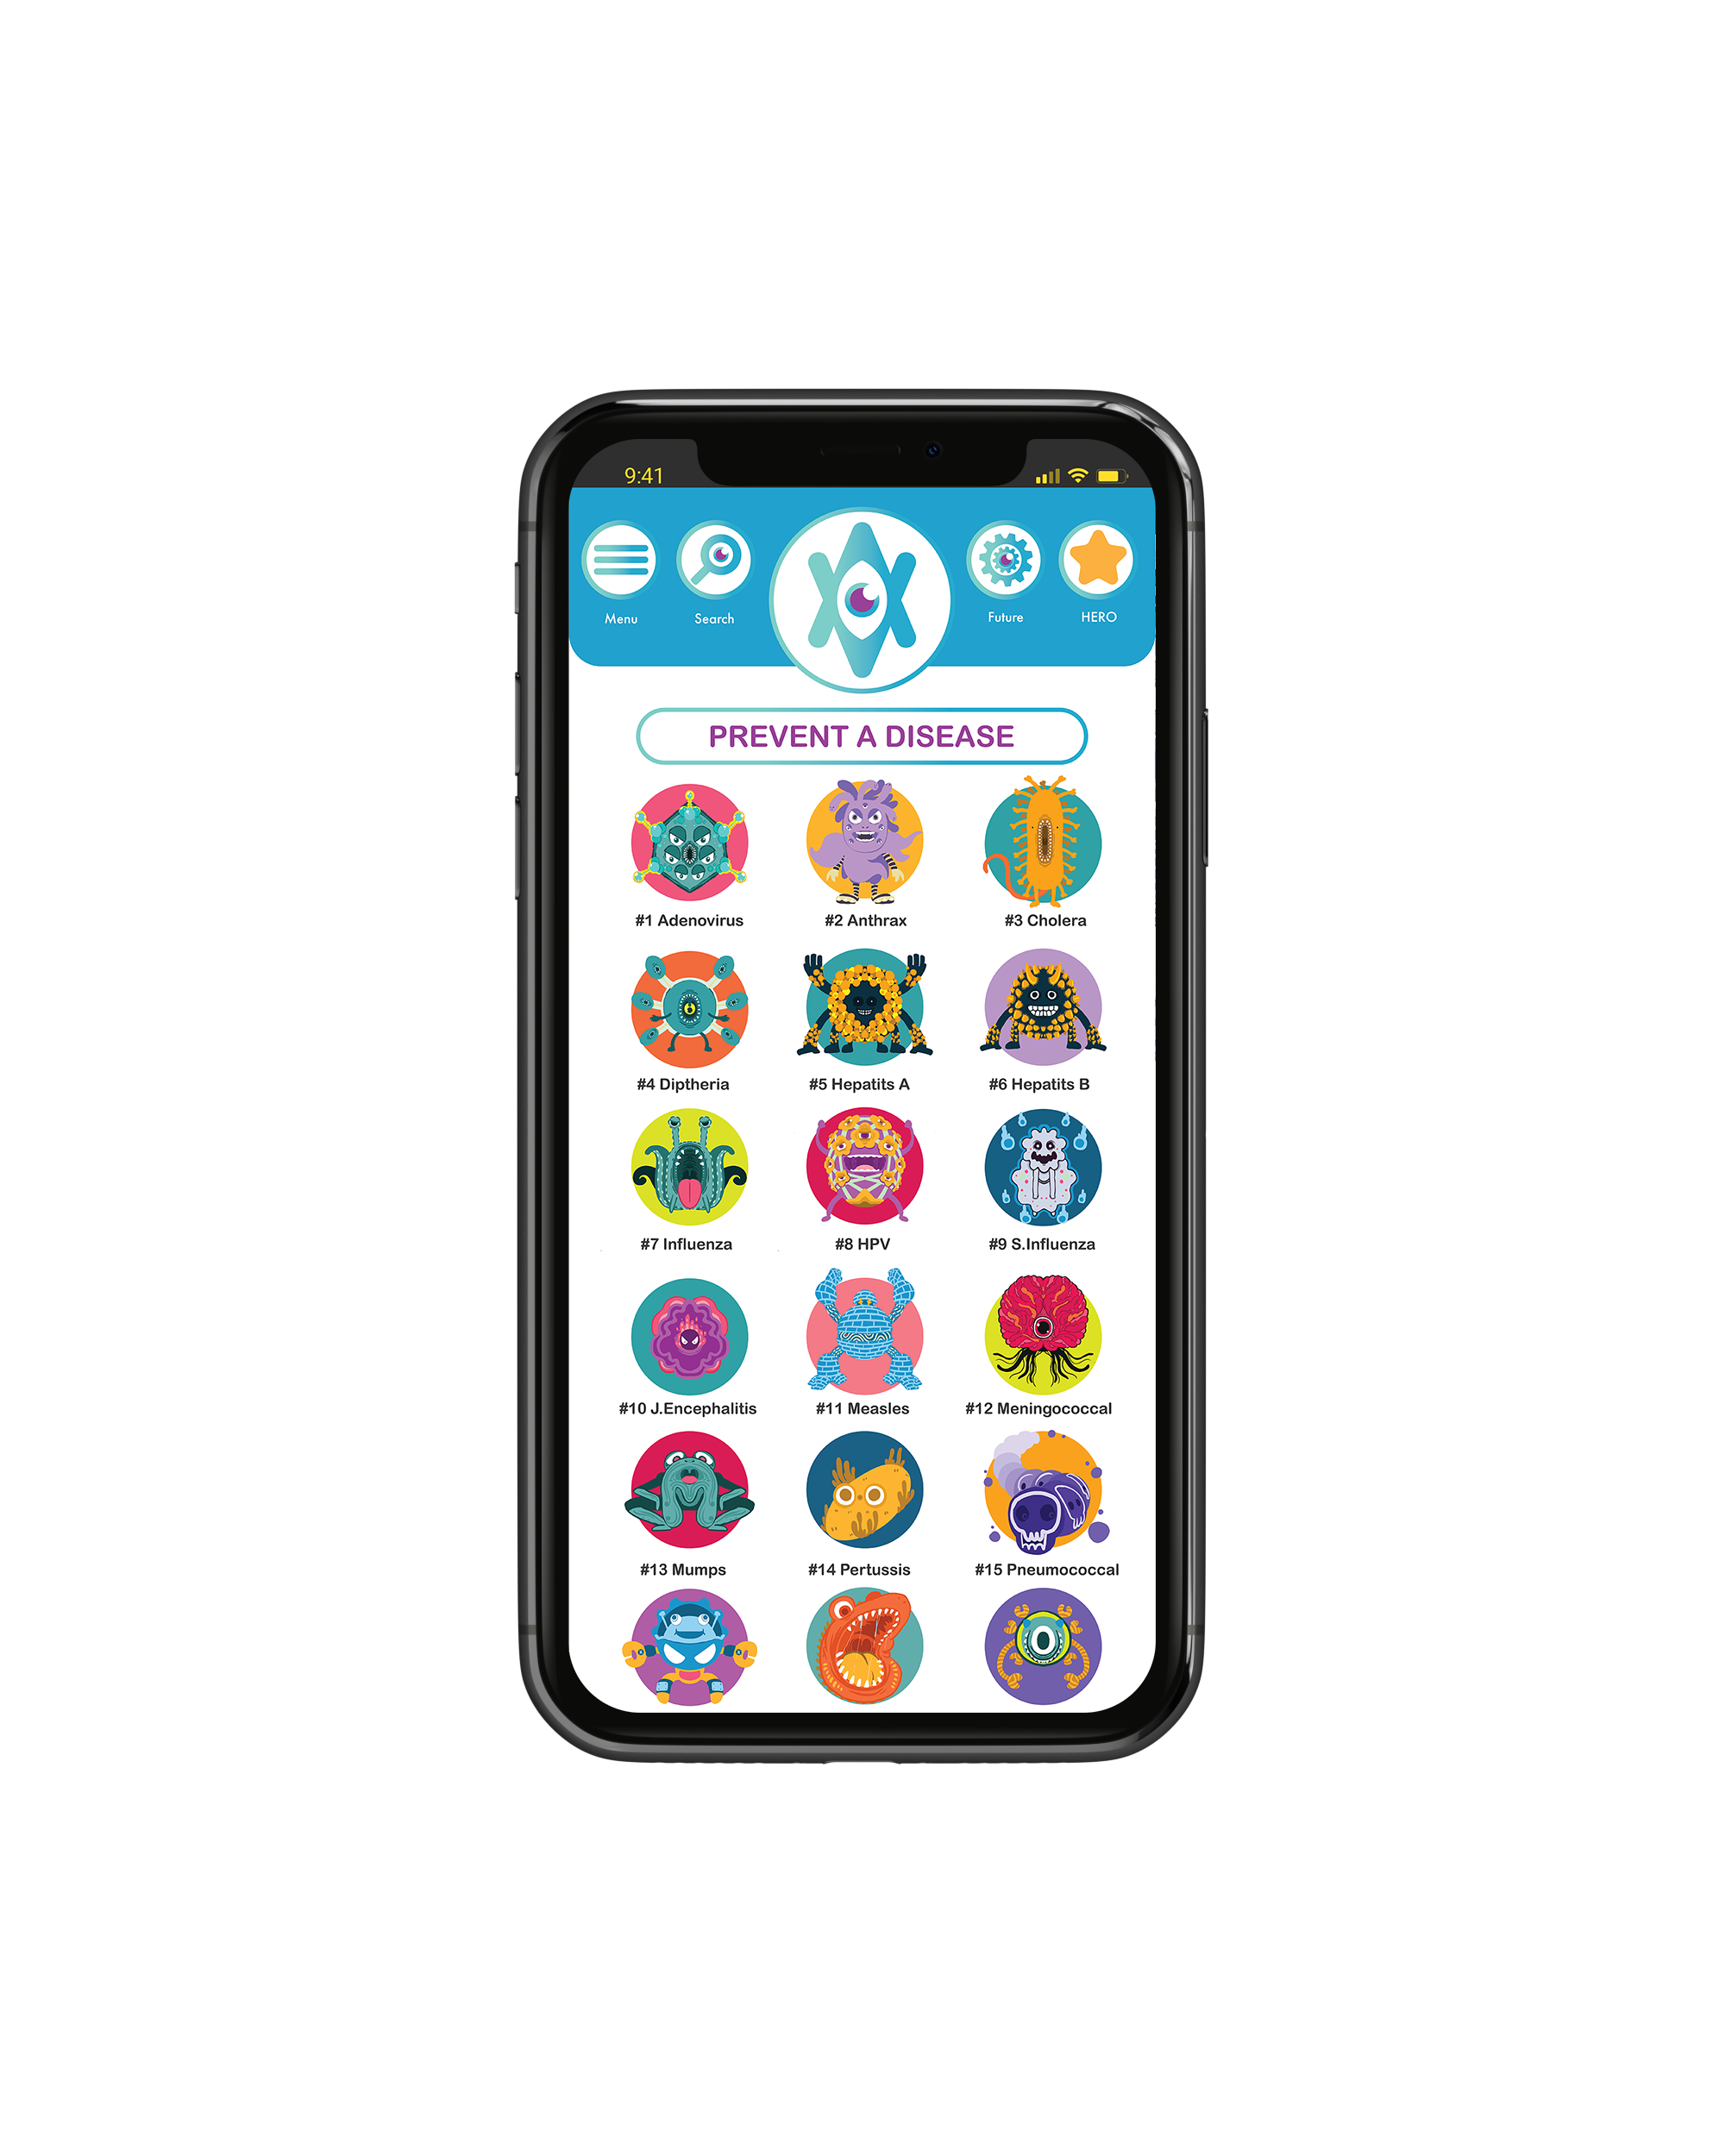 9:41
Menu
Search
Future
HERO
PREVENT A DISEASE
#1 Adenovirus
#2 Anthrax
#3 Cholera
#4 Diptheria
#5 Hepatits A
#6 Hepatits B
#7 Influenza
#8 HPV
#9 S.Influenza
#10 J.Encephalitis
#11 Measles
#12 Meningococcal
#13 Mumps
#14 Pertussis
#15 Pneumococcal